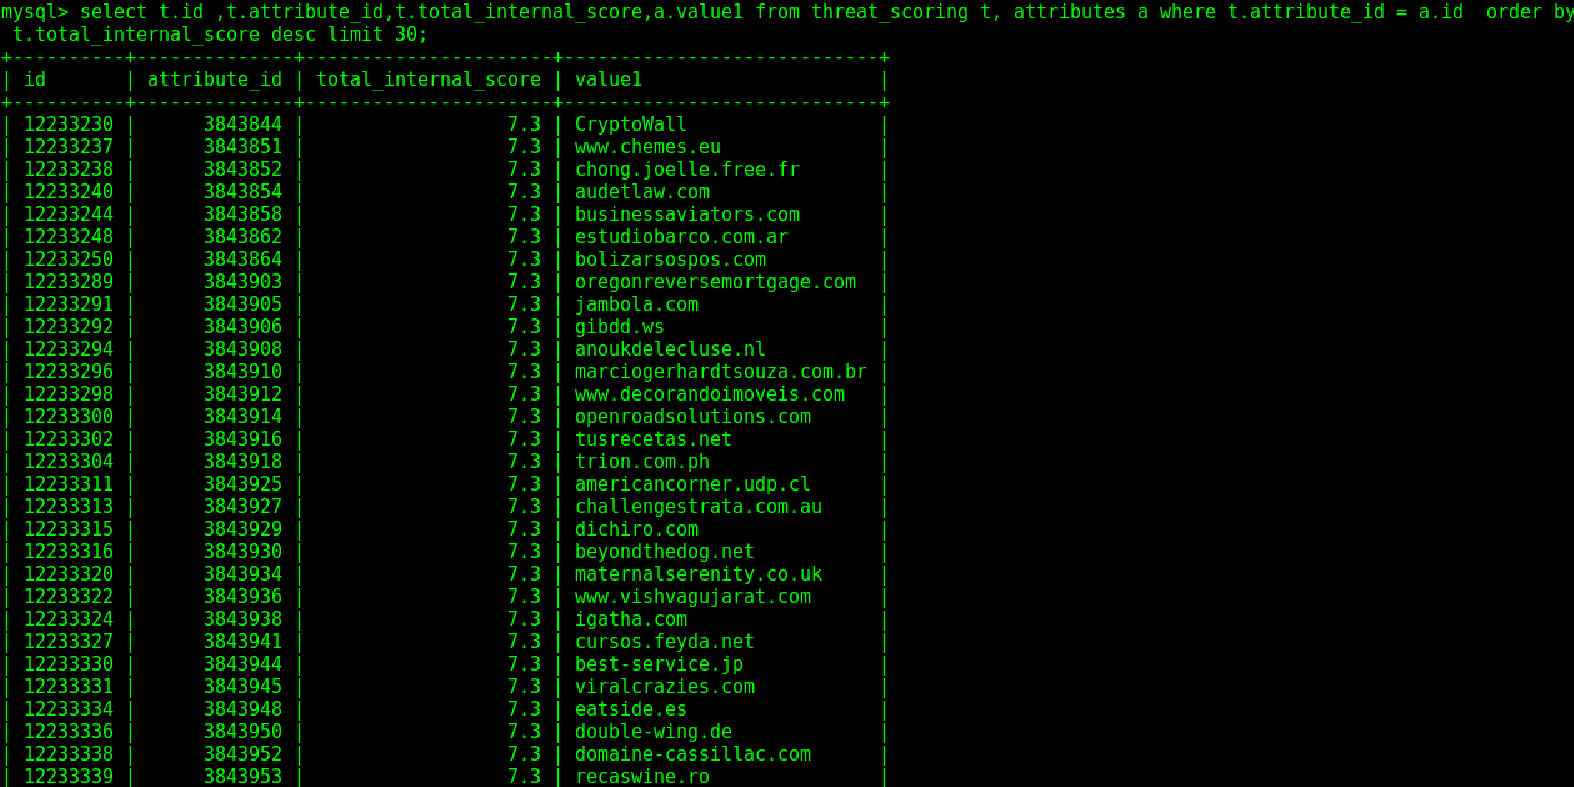 mysql> select t.id ,t.attribute_id,t.total_internal_score,a.value1 from threat_scoring t, attributes a where t.attribute_id = a.id  order by
 t.total_internal_score desc limit 30;
+----------+--------------+----------------------+----------------------------+
| id       | attribute_id | total_internal_score | value1                     |
+----------+--------------+----------------------+----------------------------+
| 12233230 |      3843844 |                  7.3 | CryptoWall                 |
| 12233237 |      3843851 |                  7.3 | www.chemes.eu              |
| 12233238 |      3843852 |                  7.3 | chong.joelle.free.fr       |
| 12233240 |      3843854 |                  7.3 | audetlaw.com               |
| 12233244 |      3843858 |                  7.3 | businessaviators.com       |
| 12233248 |      3843862 |                  7.3 | estudiobarco.com.ar        |
| 12233250 |      3843864 |                  7.3 | bolizarsospos.com          |
| 12233289 |      3843903 |                  7.3 | oregonreversemortgage.com  |
| 12233291 |      3843905 |                  7.3 | jambola.com                |
| 12233292 |      3843906 |                  7.3 | gibdd.ws                   |
| 12233294 |      3843908 |                  7.3 | anoukdelecluse.nl          |
| 12233296 |      3843910 |                  7.3 | marciogerhardtsouza.com.br |
| 12233298 |      3843912 |                  7.3 | www.decorandoimoveis.com   |
| 12233300 |      3843914 |                  7.3 | openroadsolutions.com      |
| 12233302 |      3843916 |                  7.3 | tusrecetas.net             |
| 12233304 |      3843918 |                  7.3 | trion.com.ph               |
| 12233311 |      3843925 |                  7.3 | americancorner.udp.cl      |
| 12233313 |      3843927 |                  7.3 | challengestrata.com.au     |
| 12233315 |      3843929 |                  7.3 | dichiro.com                |
| 12233316 |      3843930 |                  7.3 | beyondthedog.net           |
| 12233320 |      3843934 |                  7.3 | maternalserenity.co.uk     |
| 12233322 |      3843936 |                  7.3 | www.vishvagujarat.com      |
| 12233324 |      3843938 |                  7.3 | igatha.com                 |
| 12233327 |      3843941 |                  7.3 | cursos.feyda.net           |
| 12233330 |      3843944 |                  7.3 | best-service.jp            |
| 12233331 |      3843945 |                  7.3 | viralcrazies.com           |
| 12233334 |      3843948 |                  7.3 | eatside.es                 |
| 12233336 |      3843950 |                  7.3 | double-wing.de             |
| 12233338 |      3843952 |                  7.3 | domaine-cassillac.com      |
| 12233339 |      3843953 |                  7.3 | recaswine.ro               |